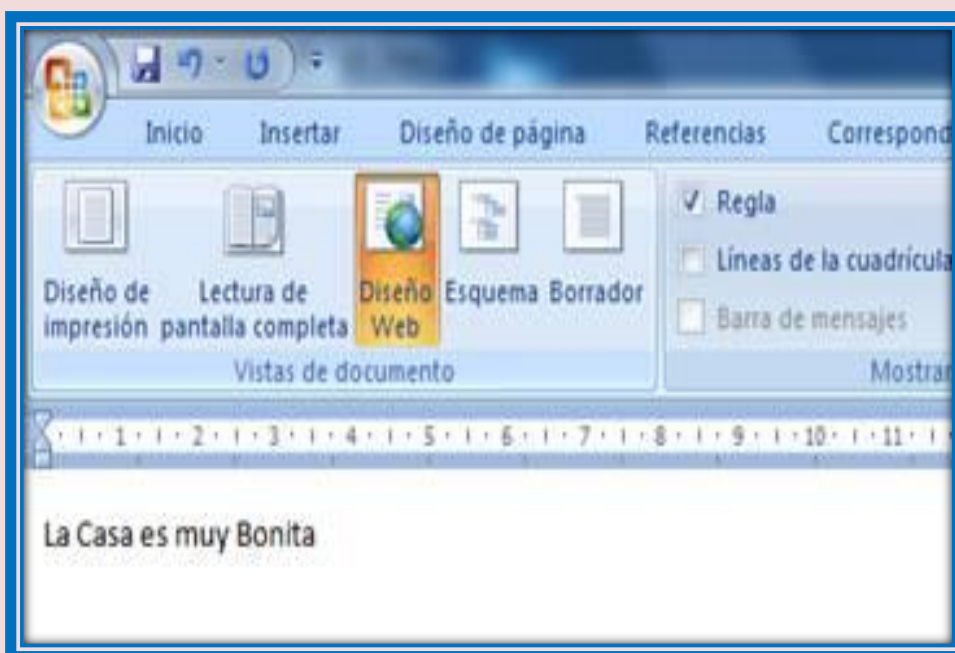 Inicio Insertar Diseño de página Referencias Correspond
Diseño de impresión
Lectura de pantalla completa
Diseño Web
Esquema
Borrador
Vistas de documento
Regla
Líneas de la cuadrícula
Barra de mensajes
Mostrar
1 2 3 4 5 6 7 8 9 10 11
La Casa es muy Bonita